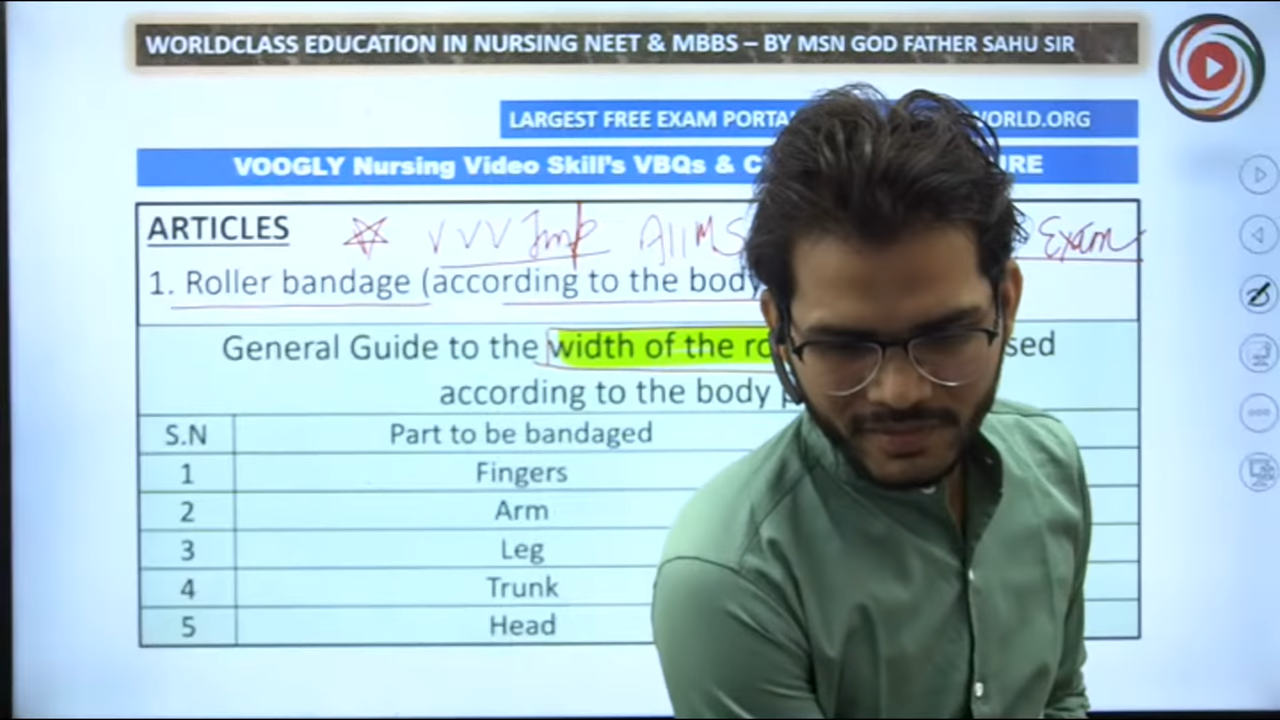 WORLDCLASS EDUCATION IN NURSING NEET & MBBS – BY MSN GOD FATHER SAHU SIR
LARGEST FREE EXAM PORTA WORLD.ORG
VOOGLY Nursing Video Skill's VBQs & C RE
ARTICLES VVV Imp AIIMS Exam
1. Roller bandage (according to the body
General Guide to the width of the ro sed
according to the body p
S.N Part to be bandaged
1 Fingers
2 Arm
3 Leg
4 Trunk
5 Head